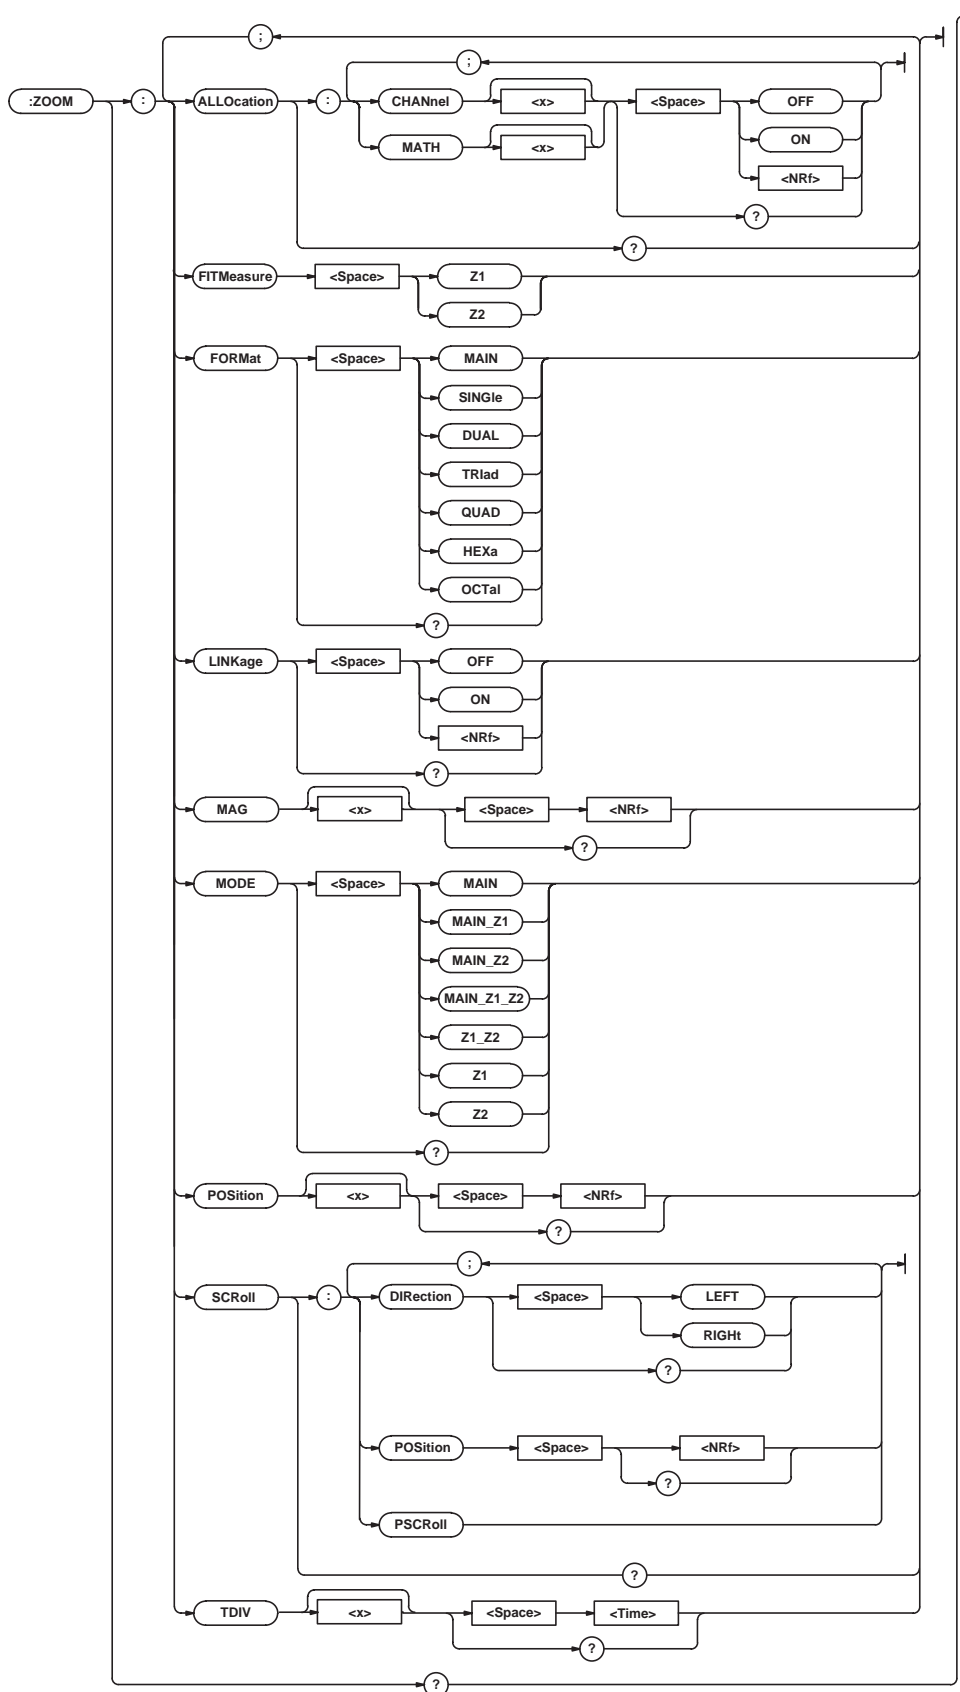 ;
;
:ZOOM : ALLOcation : CHANnel <x> <Space> OFF
MATH <x> ON
<NRf>
?
?
FITMeasure <Space> Z1
Z2
FORMat <Space> MAIN
SINGle
DUAL
TRIad
QUAD
HEXa
OCTal
?
LINKage <Space> OFF
ON
<NRf>
?
MAG <x> <Space> <NRf>
?
MODE <Space> MAIN
MAIN_Z1
MAIN_Z2
MAIN_Z1_Z2
Z1_Z2
Z1
Z2
?
POSition <x> <Space> <NRf>
?
;
SCRoll : DIRection <Space> LEFT
RIGHt
?
POSition <Space> <NRf>
?
PSCRoll
?
TDIV <x> <Space> <Time>
?
?